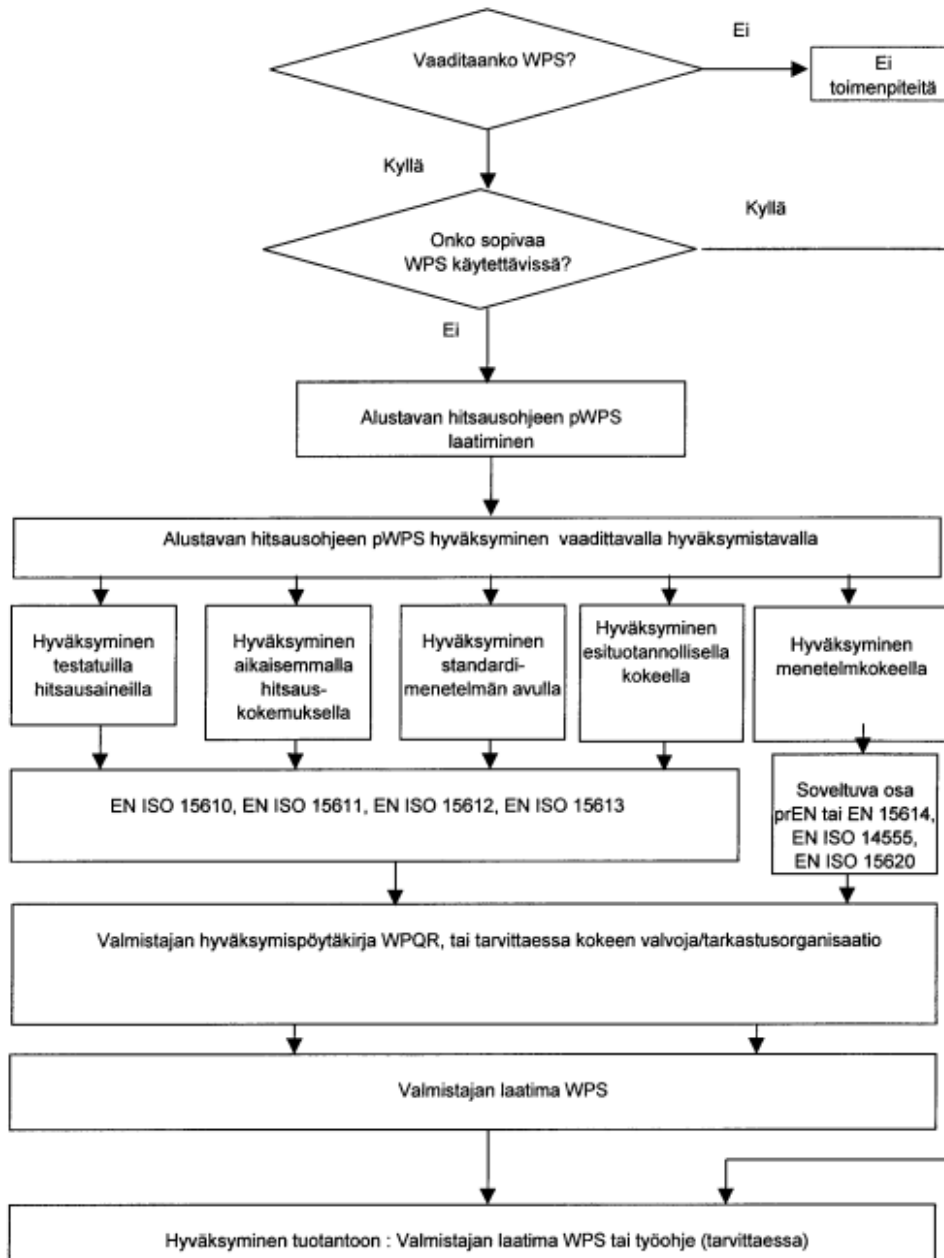 Vaaditaanko WPS?
Ei
Ei
toimenpiteitä
Kyllä
Onko sopivaa
WPS käytettävissä?
Kyllä
Ei
Alustavan hitsausohjeen pWPS
laatiminen
Alustavan hitsausohjeen pWPS hyväksyminen vaadittavalla hyväksymistavalla
Hyväksyminen
testatuilla
hitsausaineilla
Hyväksyminen
aikaisemmalla
hitsaus-
kokemuksella
Hyväksyminen
standardi-
menetelmän avulla
Hyväksyminen
esituotannollisella
kokeella
Hyväksyminen
menetelmkokeella
EN ISO 15610, EN ISO 15611, EN ISO 15612, EN ISO 15613
Soveltuva osa
prEN tai EN 15614,
EN ISO 14555,
EN ISO 15620
Valmistajan hyväksymispöytäkirja WPQR, tai tarvittaessa kokeen valvoja/tarkastusorganisaatio
Valmistajan laatima WPS
Hyväksyminen tuotantoon : Valmistajan laatima WPS tai työohje (tarvittaessa)